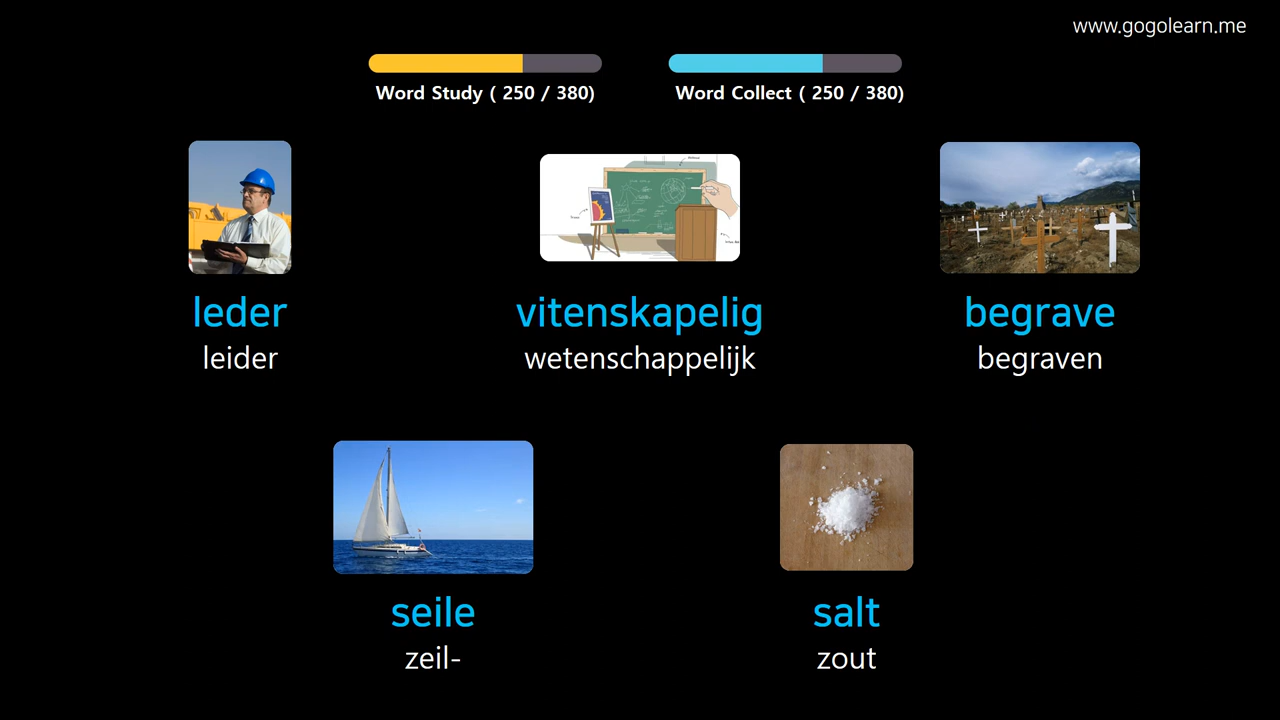 www.gogolearn.me
Word Study ( 250 / 380)
Word Collect ( 250 / 380)
leder
leider
vitenskapelig
wetenschappelijk
begrave
begraven
seile
zeil-
salt
zout